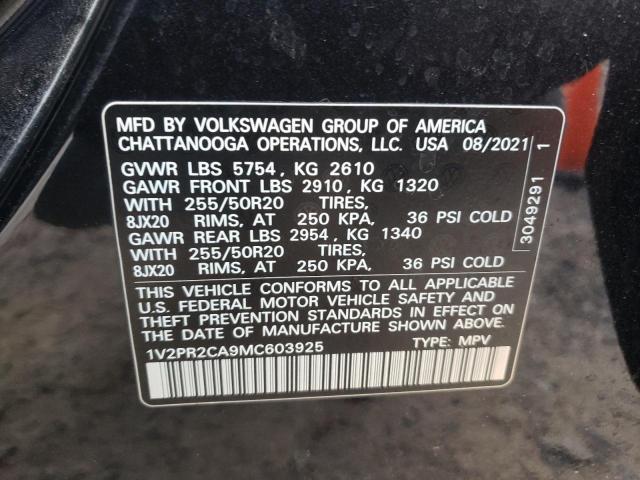 MFD BY VOLKSWAGEN GROUP OF AMERICA
CHATTANOOGA OPERATIONS, LLC. USA 08/2021
GVWR LBS 5754 , KG 2610
GAWR FRONT LBS 2910 , KG 1320
WITH 255/50R20 TIRES,
8JX20 RIMS, AT 250 KPA, 36 PSI COLD
GAWR REAR LBS 2954 , KG 1340
WITH 255/50R20 TIRES,
8JX20 RIMS, AT 250 KPA, 36 PSI COLD
THIS VEHICLE CONFORMS TO ALL APPLICABLE
U.S. FEDERAL MOTOR VEHICLE SAFETY AND
THEFT PREVENTION STANDARDS IN EFFECT ON
THE DATE OF MANUFACTURE SHOWN ABOVE.
1V2PR2CA9MC603925 TYPE: MPV
3049291 1